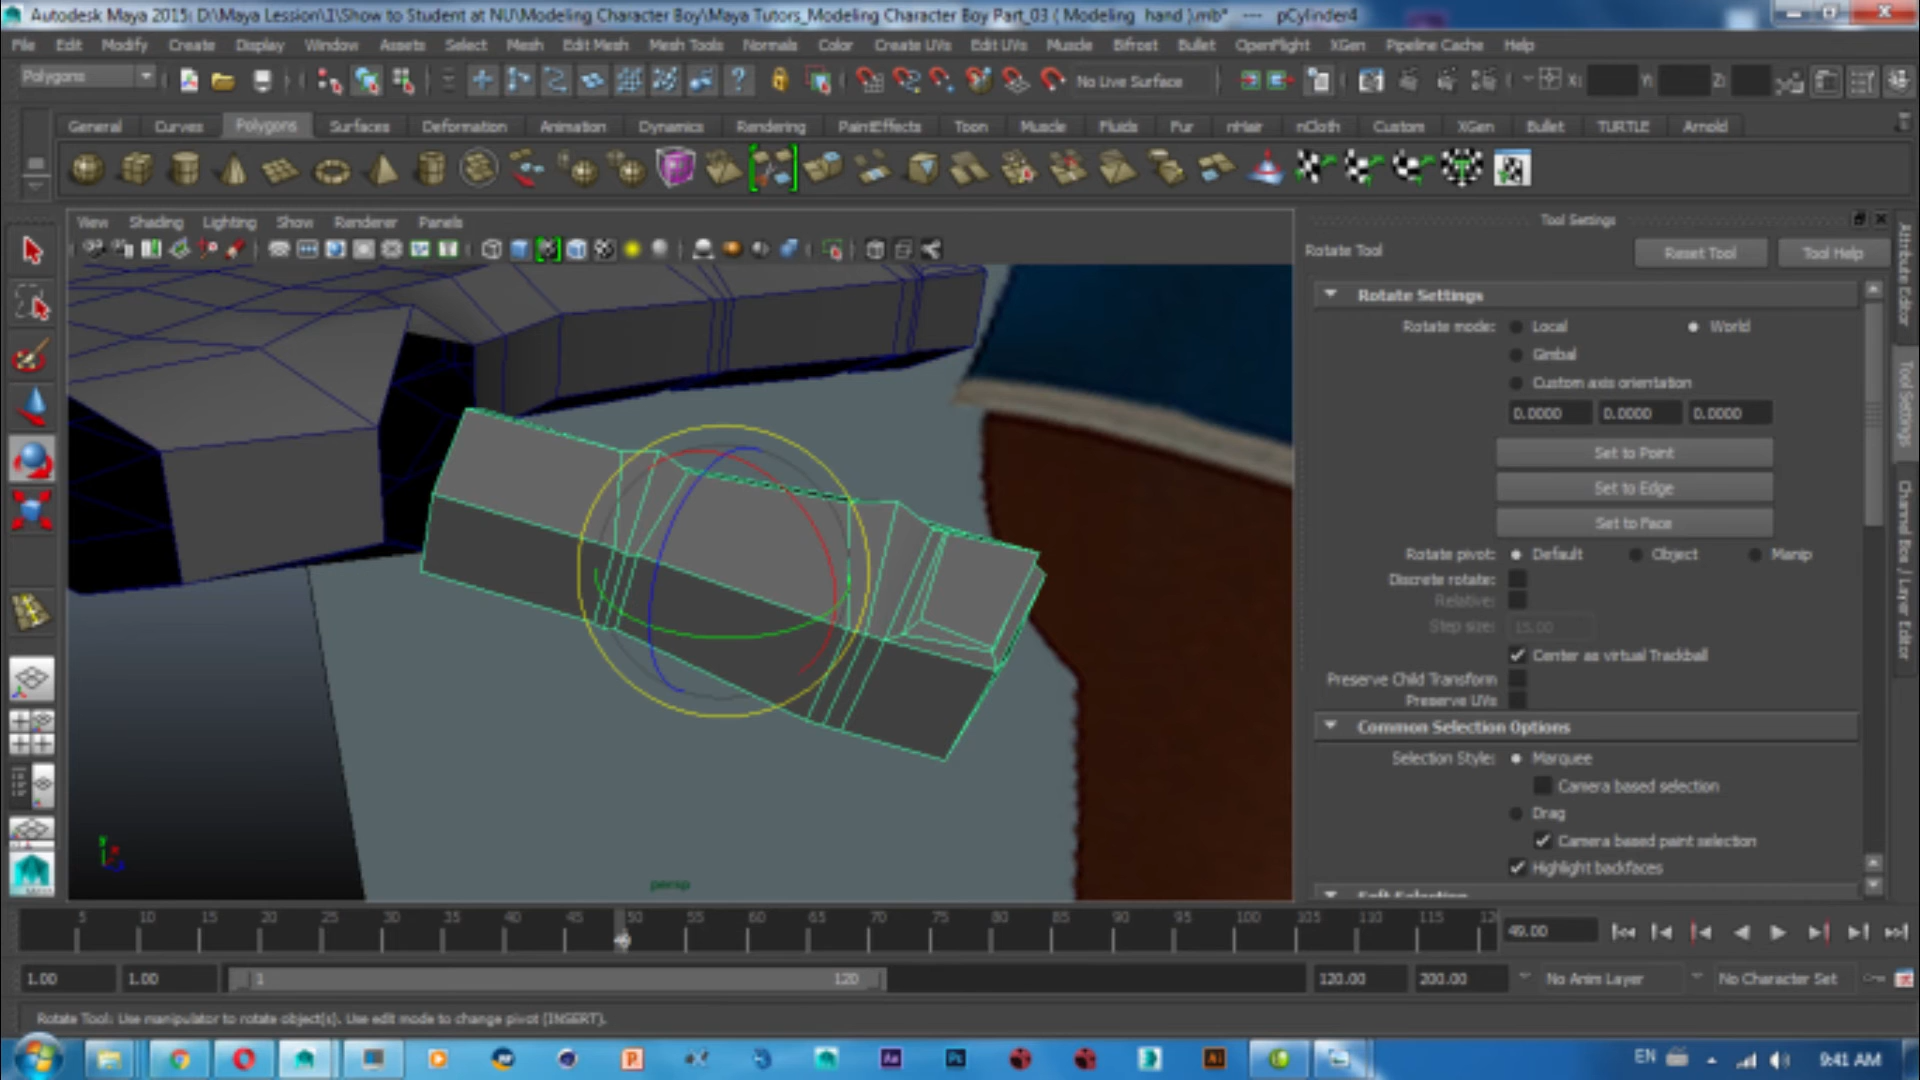 Autodesk Maya 2015: D:\Maya Lession\1\Show to Student at NU\Modeling Character Boy\Maya Tutors_Modeling Character Boy Part_03 ( Modeling hand ).mb* --- pCylinder4
File Edit Modify Create Display Window Assets Select Mesh Edit Mesh Mesh Tools Normals Color Create UVs Edit UVs Muscle Bifrost Bullet OpenFlight XGen Pipeline Cache Help
Polygons No Live Surface X: Y: Z:
General Curves Polygons Surfaces Deformation Animation Dynamics Rendering PaintEffects Toon Muscle Fluids Fur nHair nCloth Custom XGen Bullet TURTLE Arnold
View Shading Lighting Show Renderer Panels
Tool Settings
Rotate Tool Reset Tool Tool Help
Rotate Settings
Rotate mode: Local World
Gimbal
Custom axis orientation
0.0000 0.0000 0.0000
Set to Point
Set to Edge
Set to Face
Rotate pivot: Default Object Manip
Discrete rotate:
Relative:
Step size: 15.00
Center as virtual Trackball
Preserve Child Transform
Preserve UVs
Common Selection Options
Selection Style: Marquee
Camera based selection
Drag
Camera based paint selection
Highlight backfaces
Soft Selection
Attribute Editor
Tool Settings
Channel Box / Layer Editor
persp
5 10 15 20 25 30 35 40 45 50 55 60 65 70 75 80 85 90 95 100 105 110 115 12
49.00
1.00 1.00 1 120 120.00 200.00 No Anim Layer No Character Set
Rotate Tool: Use manipulator to rotate object(s). Use edit mode to change pivot (INSERT).
EN 9:41 AM